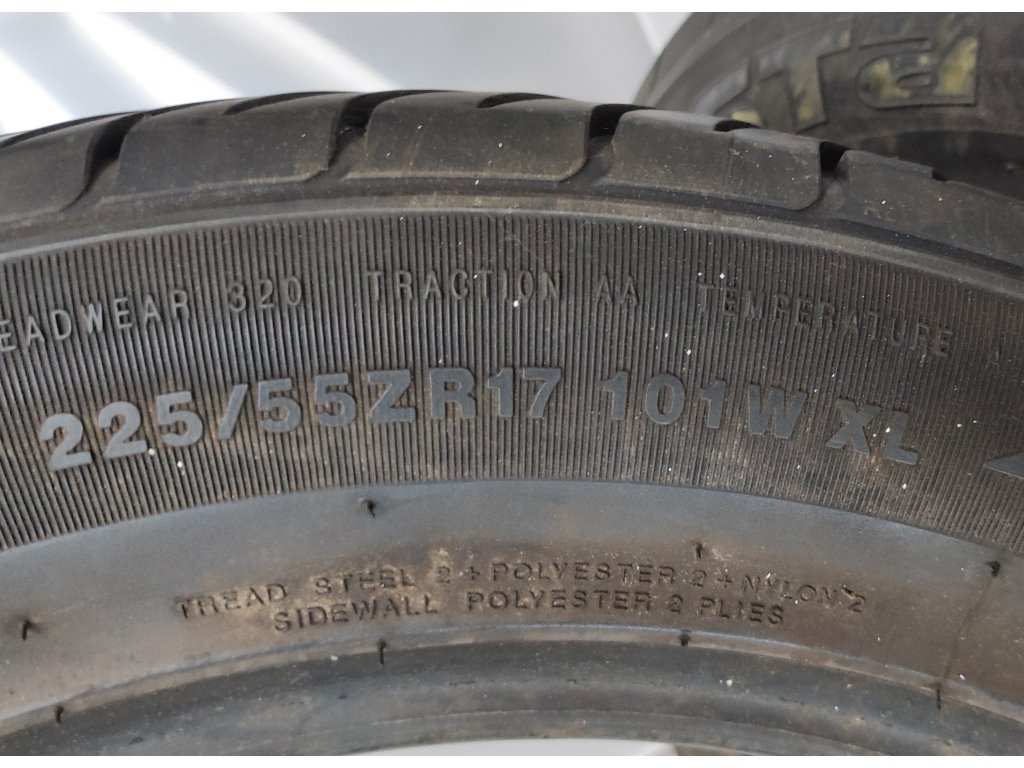 EADWEAR 320 TRACTION AA TEMPERATURE
225/55ZR17 101W XL
TREAD STEEL 2+POLYESTER 2+NYLON 2
SIDEWALL POLYESTER 2 PLIES